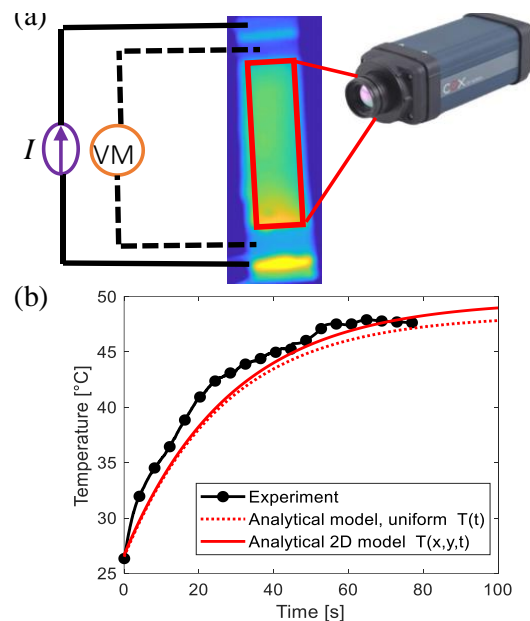 (a)
I
VM
COX
(b)
Temperature [°C]
50
45
40
35
30
25
Experiment
Analytical model, uniform T(t)
Analytical 2D model T(x,y,t)
0
20
40
60
80
100
Time [s]